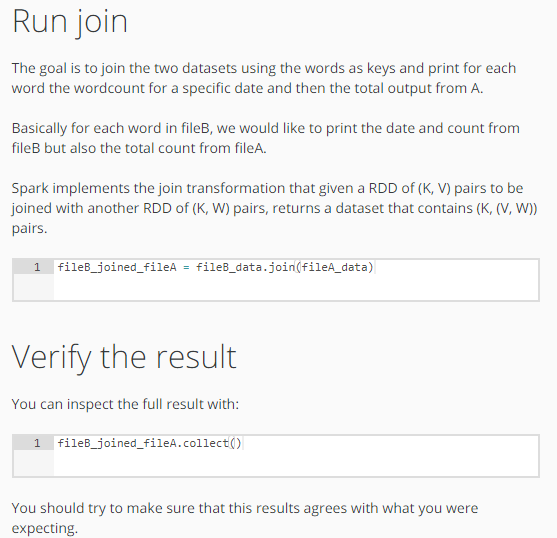 Run join
The goal is to join the two datasets using the words as keys and print for each
word the wordcount for a specific date and then the total output from A.
Basically for each word in fileB, we would like to print the date and count from
fileB but also the total count from fileA.
Spark implements the join transformation that given a RDD of (K, V) pairs to be
joined with another RDD of (K, W) pairs, returns a dataset that contains (K, (V, W))
pairs.
1 fileB_joined_fileA = fileB_data.join(fileA_data)
Verify the result
You can inspect the full result with:
1 fileB_joined_fileA.collect()
You should try to make sure that this results agrees with what you were
expecting.